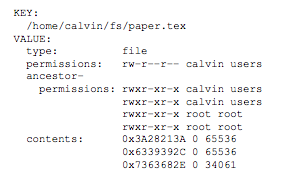 KEY:
/home/calvin/fs/paper.tex
VALUE:
type: file
permissions: rw-r--r-- calvin users
ancestor-
permissions: rwxr-xr-x calvin users
rwxr-xr-x calvin users
rwxr-xr-x root root
rwxr-xr-x root root
contents: 0x3A28213A 0 65536
0x6339392C 0 65536
0x7363682E 0 34061